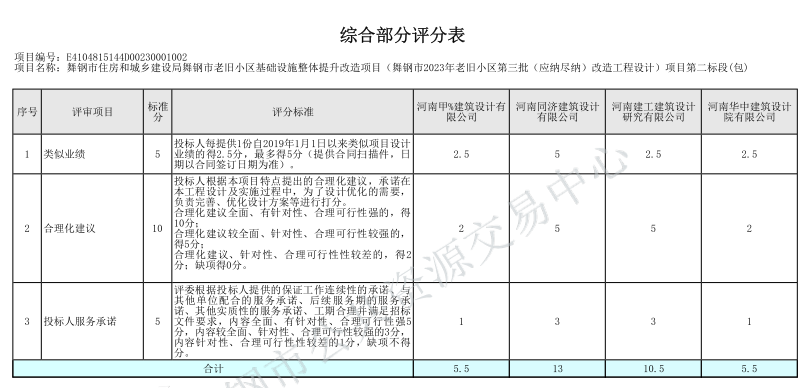 综合部分评分表
项目编号：E4104815144D00230001002
项目名称：舞钢市住房和城乡建设局舞钢市老旧小区基础设施整体提升改造项目（舞钢市2023年老旧小区第三批（应纳尽纳）改造工程设计）项目第二标段(包)
序号 评审项目 标准分 评分标准 河南甲%建筑设计有限公司 河南同济建筑设计有限公司 河南建工建筑设计研究有限公司 河南华中建筑设计院有限公司
1 类似业绩 5
投标人每提供1份自2019年1月1日以来类似项目设计
业绩的得2.5分，最多得5分（提供合同扫描件，日
期以合同签订日期为准）。
2.5 5 2.5 2.5
2 合理化建议 10
投标人根据本项目特点提出的合理化建议，承诺在
本工程设计及实施过程中，为了设计优化的需要，
负责完善、优化设计方案等进行打分。
合理化建议全面、有针对性、合理可行性强的，得
10分；
合理化建议较全面、针对性、合理可行性较强的，
得5分；
合理化建议、针对性、合理可行性性较差的，得2
分；缺项得0分。
2 5 5 2
3 投标人服务承诺 5
评委根据投标人提供的保证工作连续性的承诺、与
其他单位配合的服务承诺、后续服务期的服务承
诺、其他实质性的服务承诺、工期合理并满足招标
文件要求，内容全面、有针对性、合理可行性强5
分，内容较全面、针对性、合理可行性较强的3分，
内容针对性、合理可行性性较差的1分，缺项不得
分。
1 3 3 1
合计 5.5 13 10.5 5.5
钢市公共资源交易中心